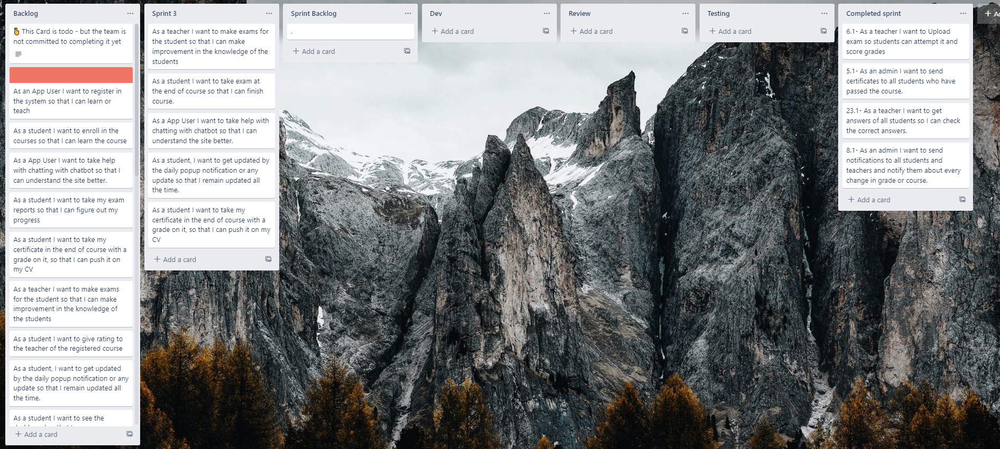 Backlog
This Card is todo - but the team is
not committed to completing it yet
As an App User I want to register in
the system so that I can learn or
teach
As a student I want to enroll in the
courses so that I can learn the course
As a App User I want to take help
with chatting with chatbot so that I
can understand the site better.
As a student I want to take my exam
reports so that I can figure out my
progress
As a student I want to take my
certificate in the end of course with a
grade on it, so that I can push it on
my CV
As a teacher I want to make exams
for the student so that I can make
improvement in the knowledge of
the students
As a student I want to give rating to
the teacher of the registered course
As a student, I want to get updated
by the daily popup notification or any
update so that I remain updated all
the time.
As a student I want to see the
+ Add a card
Sprint 3
As a teacher I want to make exams for
the student so that I can make
improvement in the knowledge of the
students
As a student I want to take exam at
the end of course so that I can finish
course.
As a App User I want to take help with
chatting with chatbot so that I can
understand the site better.
As a student, I want to get updated by
the daily popup notification or any
update so that I remain updated all
the time.
As a student I want to take my
certificate in the end of course with a
grade on it, so that I can push it on my
CV
+ Add a card
Sprint Backlog
.
+ Add a card
Dev
+ Add a card
Review
+ Add a card
Testing
+ Add a card
Completed sprint
6.1- As a teacher I want to Upload
exam so students can attempt it and
score grades
5.1- As an admin I want to send
certificates to all students who have
passed the course.
23.1- As a teacher I want to get
answers of all students so I can check
the correct answers.
8.1- As an admin I want to send
notifications to all students and
teachers and notify them about every
change in grade or course.
+ Add a card